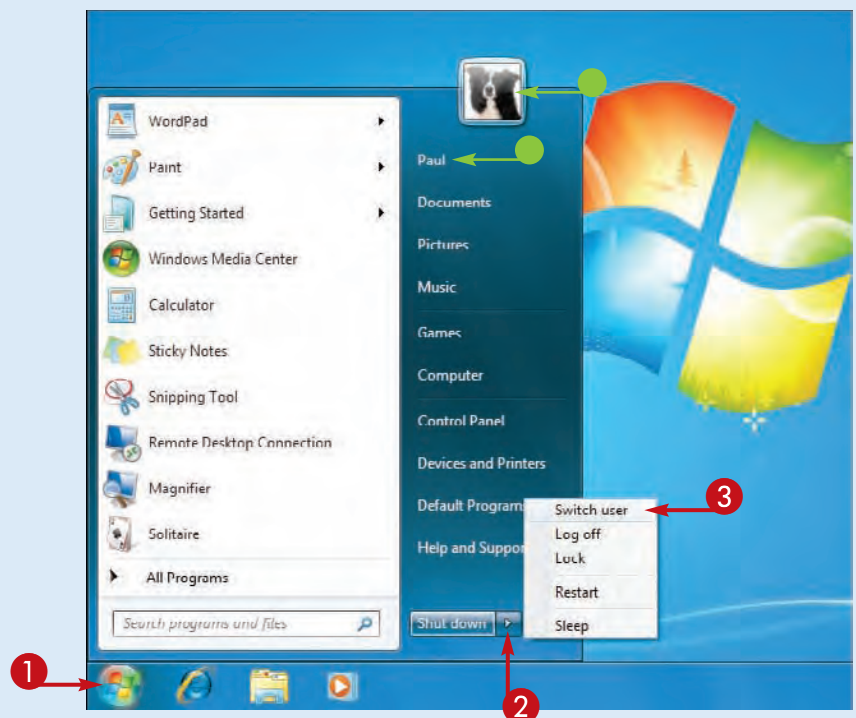 WordPad
Paint
Getting Started
Windows Media Center
Calculator
Sticky Notes
Snipping Tool
Remote Desktop Connection
Magnifier
Solitaire
All Programs
Search programs and files
Paul
Documents
Pictures
Music
Games
Computer
Control Panel
Devices and Printers
Default Program
Help and Suppor
Shut down
Switch user
Log off
Lock
Restart
Sleep
1
2
3